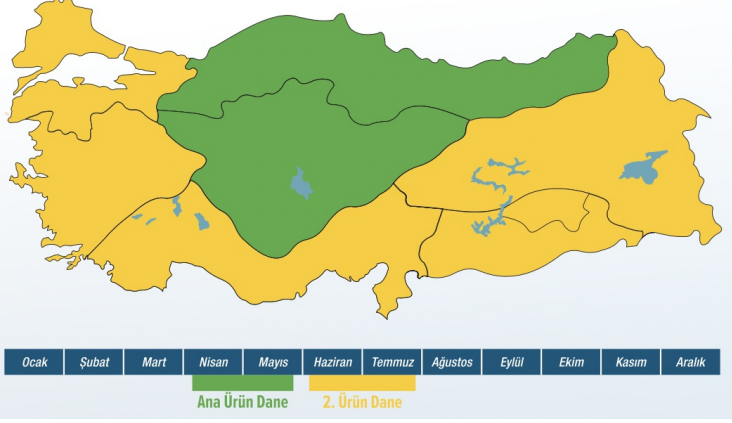 Ocak Şubat Mart Nisan Mayıs Haziran Temmuz Ağustos Eylül Ekim Kasım Aralık
Ana Ürün Dane 2. Ürün Dane